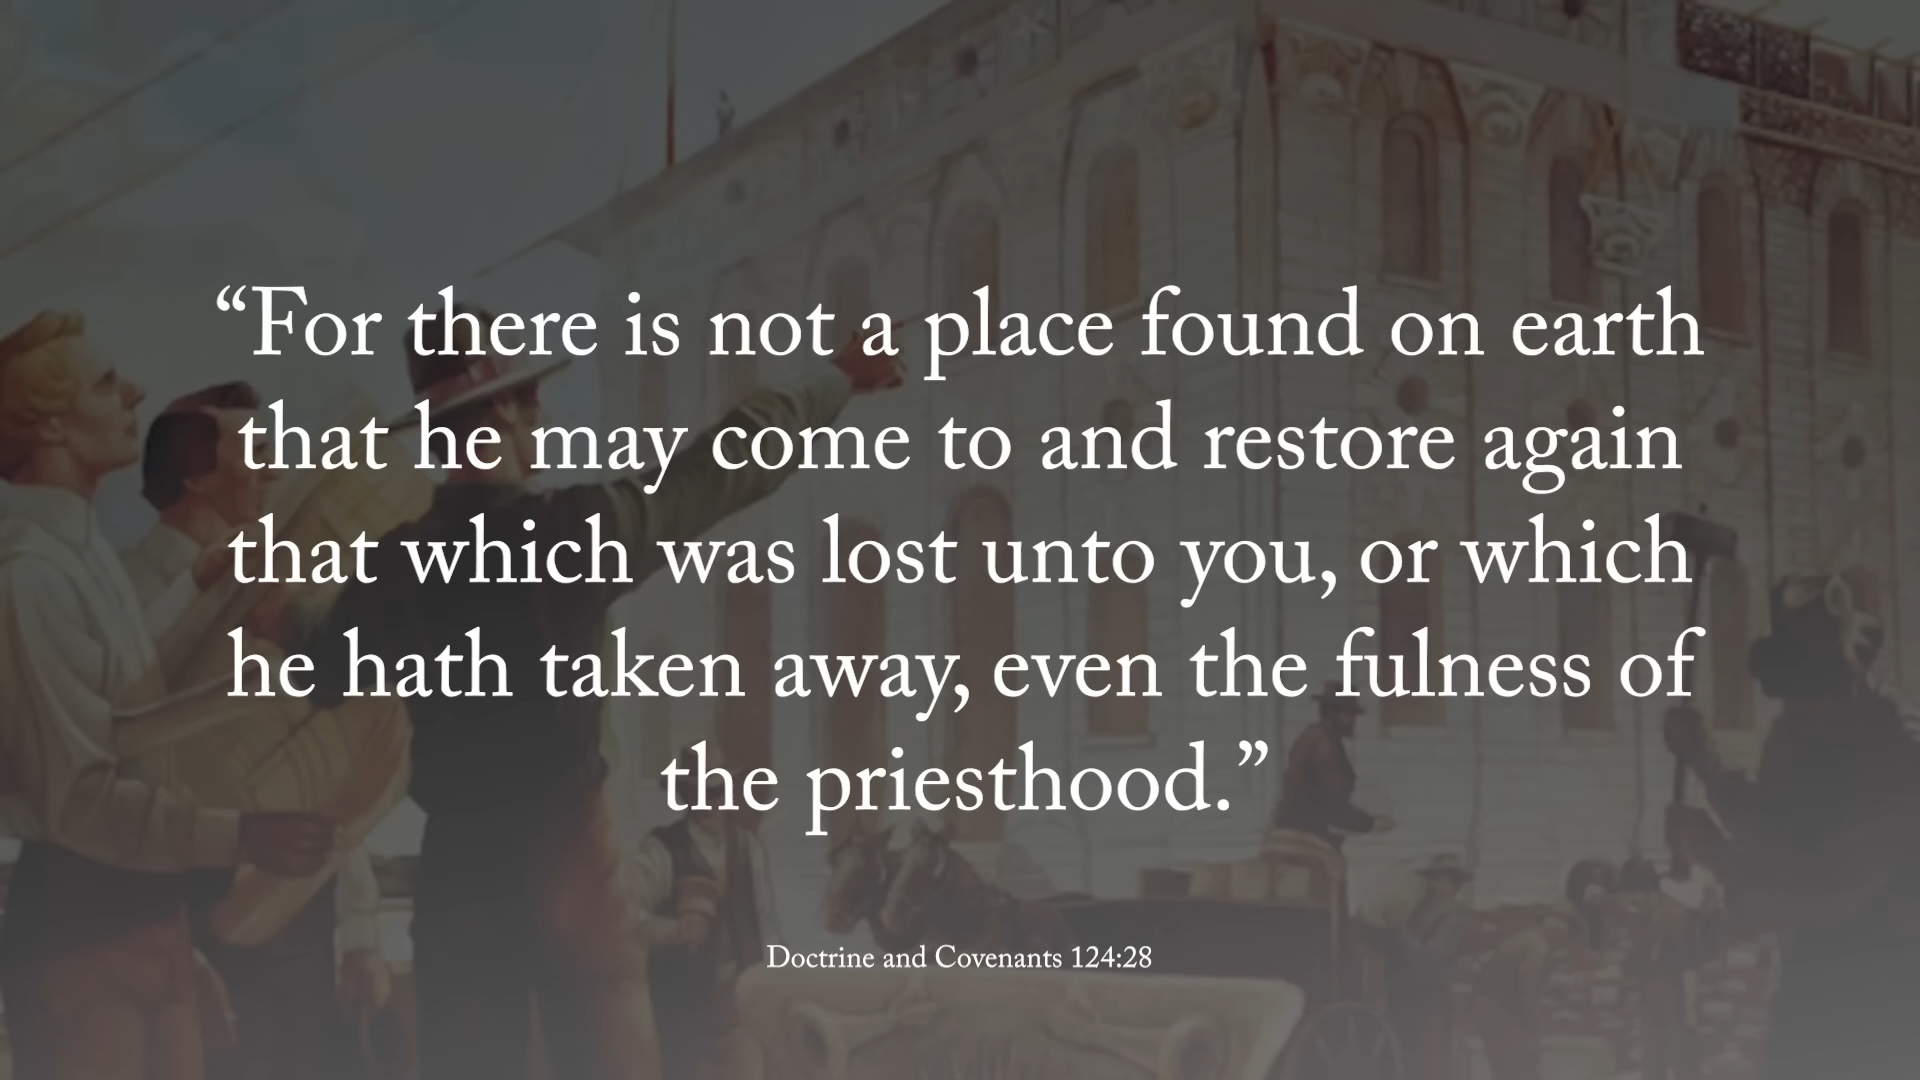 “For there is not a place found on earth
that he may come to and restore again
that which was lost unto you, or which
he hath taken away, even the fulness of
the priesthood.”
Doctrine and Covenants 124:28